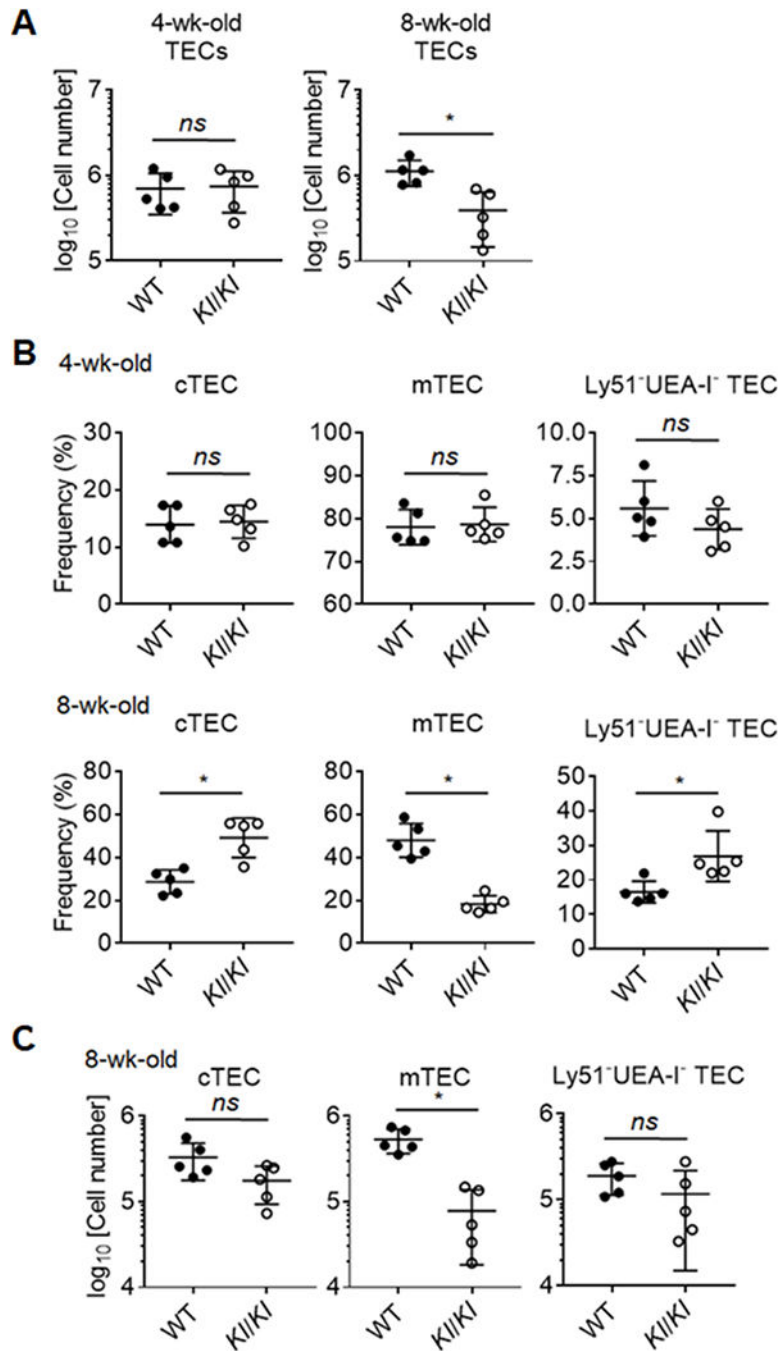 A
4-wk-old
TECs
8-wk-old
TECs
log10 [Cell number]
7
6
5
ns
WT
KI/KI
log10 [Cell number]
7
6
5
*
WT
KI/KI
B
4-wk-old
cTEC
mTEC
Ly51-UEA-I- TEC
Frequency (%)
30
20
10
0
ns
WT
KI/KI
100
90
80
70
60
ns
WT
KI/KI
10.0
7.5
5.0
2.5
0.0
ns
WT
KI/KI
8-wk-old
cTEC
mTEC
Ly51-UEA-I- TEC
Frequency (%)
80
60
40
20
0
*
WT
KI/KI
80
60
40
20
0
*
WT
KI/KI
50
40
30
20
10
0
*
WT
KI/KI
C
8-wk-old
cTEC
mTEC
Ly51-UEA-I- TEC
log10 [Cell number]
6
5
4
ns
WT
KI/KI
6
5
4
*
WT
KI/KI
6
5
4
ns
WT
KI/KI